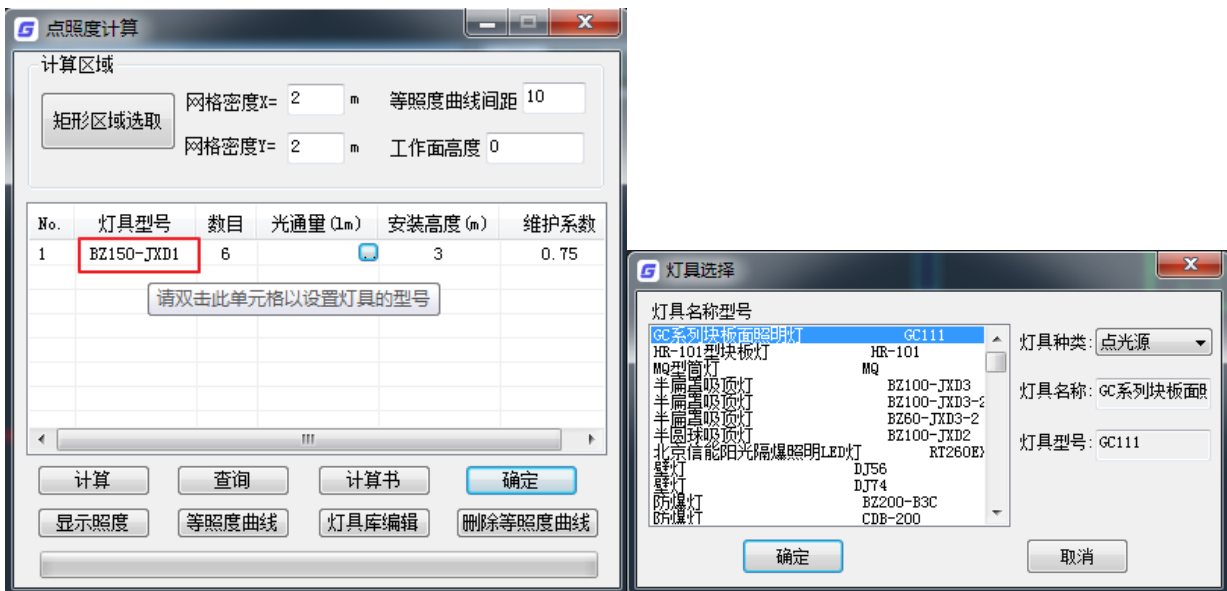 点照度计算
计算区域
矩形区域选取
网格密度X= 2 m 等照度曲线间距 10
网格密度Y= 2 m 工作面高度 0
No. 灯具型号 数目 光通量(lm) 安装高度(m) 维护系数
1 BZ150-JXD1 6 .. 3 0.75
请双击此单元格以设置灯具的型号
计算 查询 计算书 确定
显示照度 等照度曲线 灯具库编辑 删除等照度曲线
灯具选择
灯具名称型号
GC系列块板面照明灯 GC111
HR-101型块板灯 HR-101
MQ型筒灯 MQ
半扁罩吸顶灯 BZ100-JXD3
半扁罩吸顶灯 BZ100-JXD3-2
半扁罩吸顶灯 BZ60-JXD3-2
半圆球吸顶灯 BZ100-JXD2
北京信能阳光隔爆照明LED灯 RT260EX
壁灯 DJ56
壁灯 DJ74
防爆灯 BZ200-B3C
防爆灯 CDB-200
灯具种类: 点光源
灯具名称: GC系列块板面照
灯具型号: GC111
确定 取消